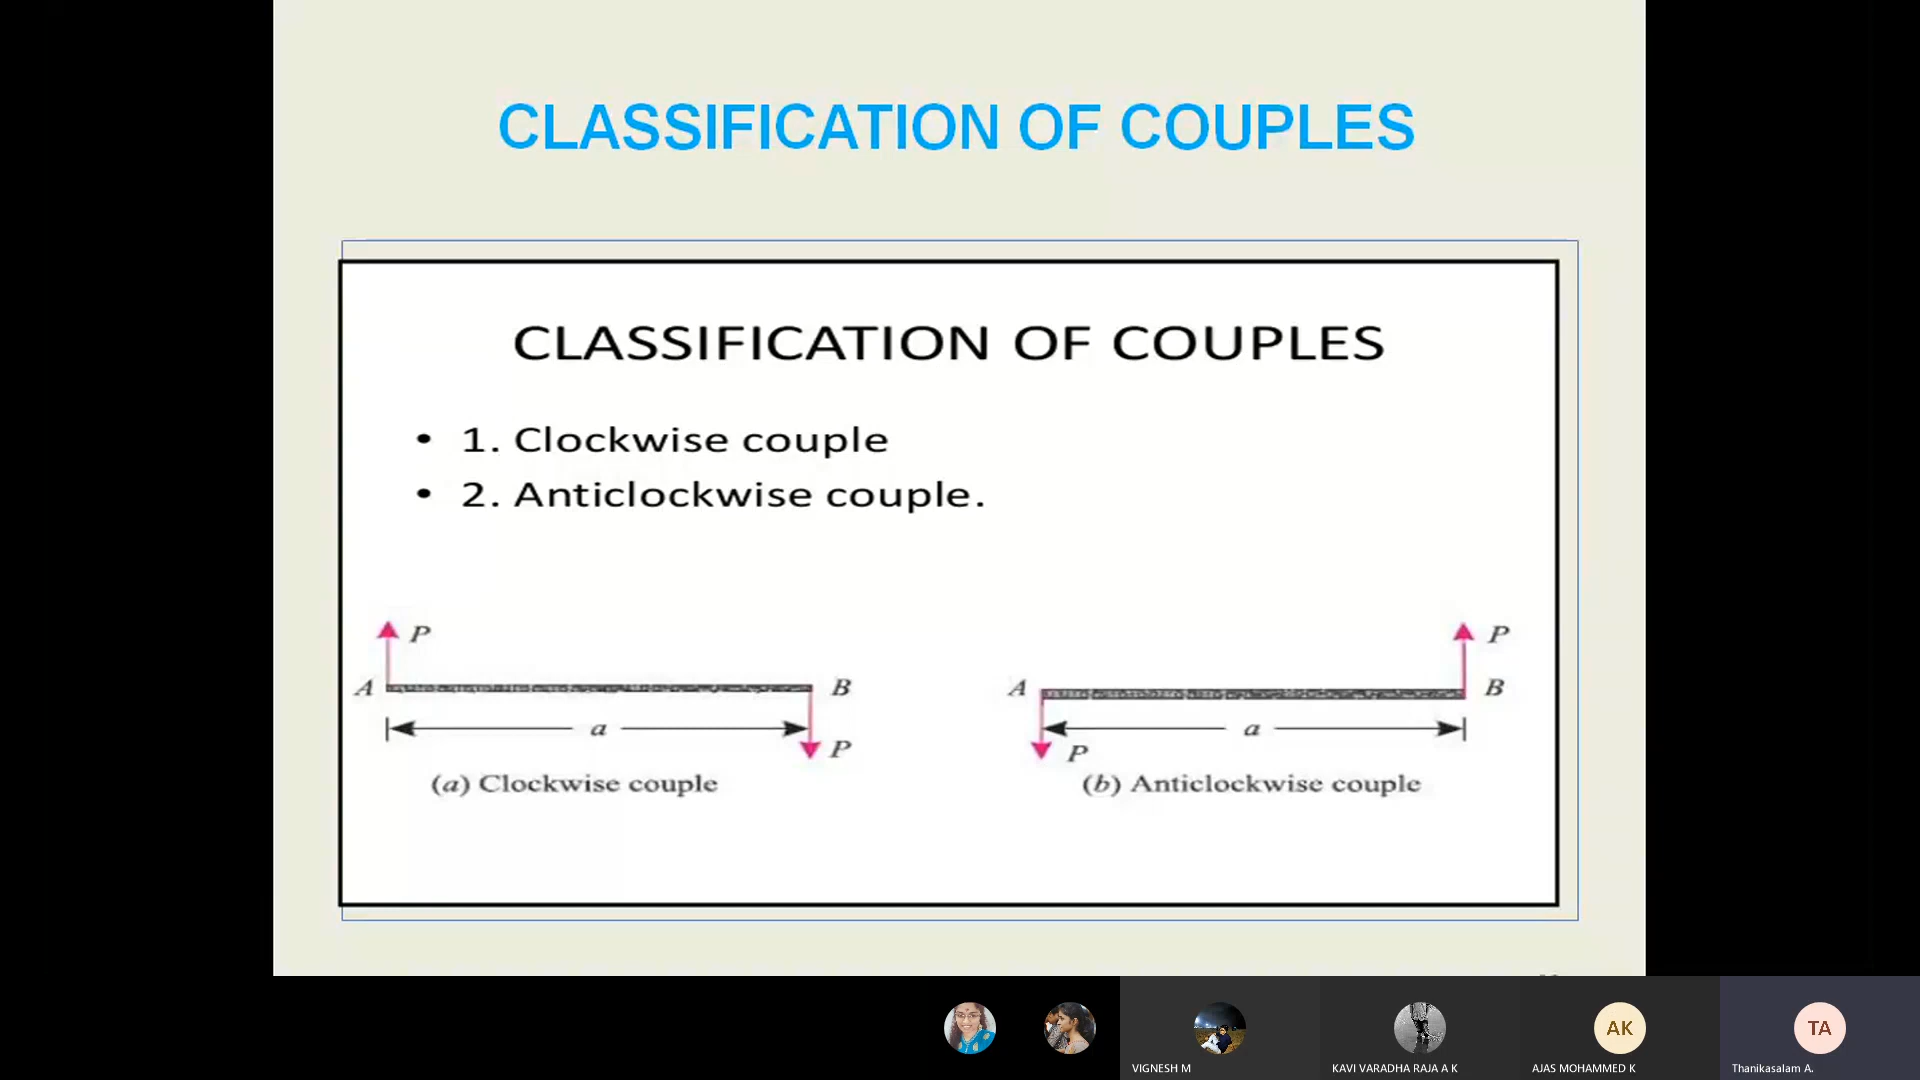 CLASSIFICATION OF COUPLES
CLASSIFICATION OF COUPLES
• 1. Clockwise couple
• 2. Anticlockwise couple.
P
A
B
a
P
(a) Clockwise couple
P
A
B
a
P
(b) Anticlockwise couple
AK
TA
VIGNESH M
KAVI VARADHA RAJA A K
AJAS MOHAMMED K
Thanikasalam A.